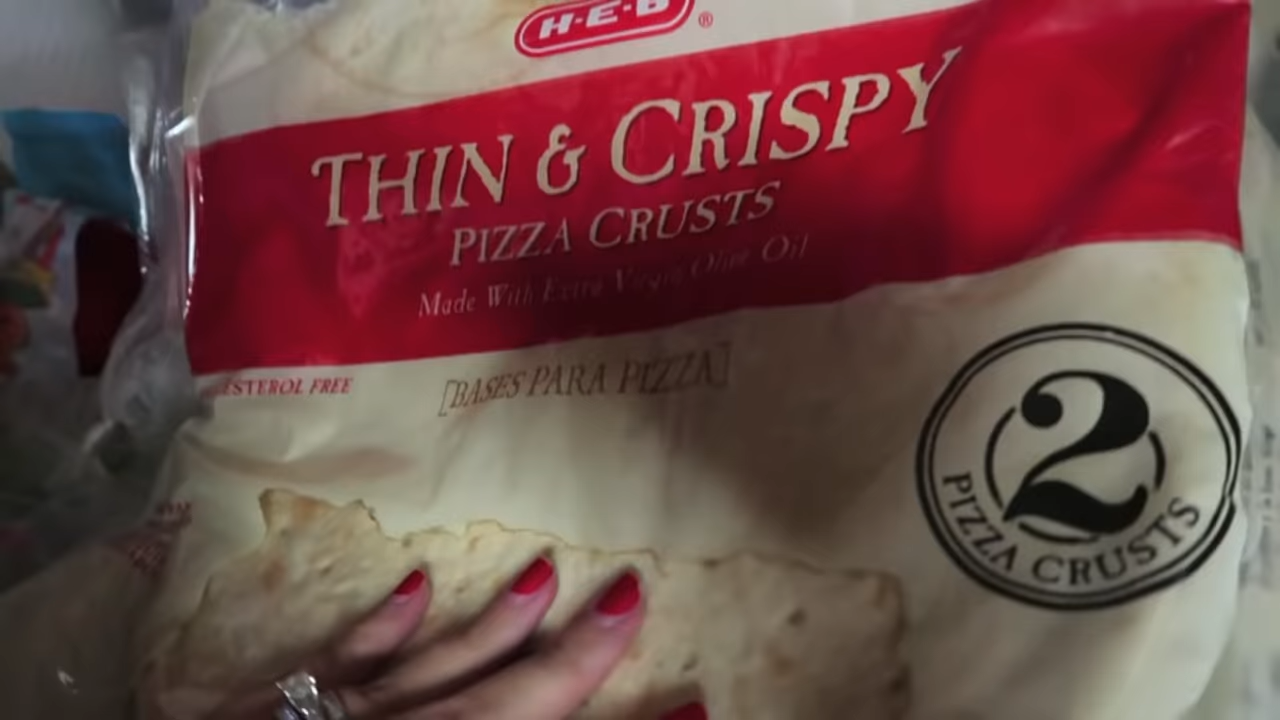 H-E-B ®
THIN & CRISPY
PIZZA CRUSTS
Made With Extra Virgin Olive Oil
ESTEROL FREE
[BASES PARA PIZZA]
2
PIZZA CRUSTS